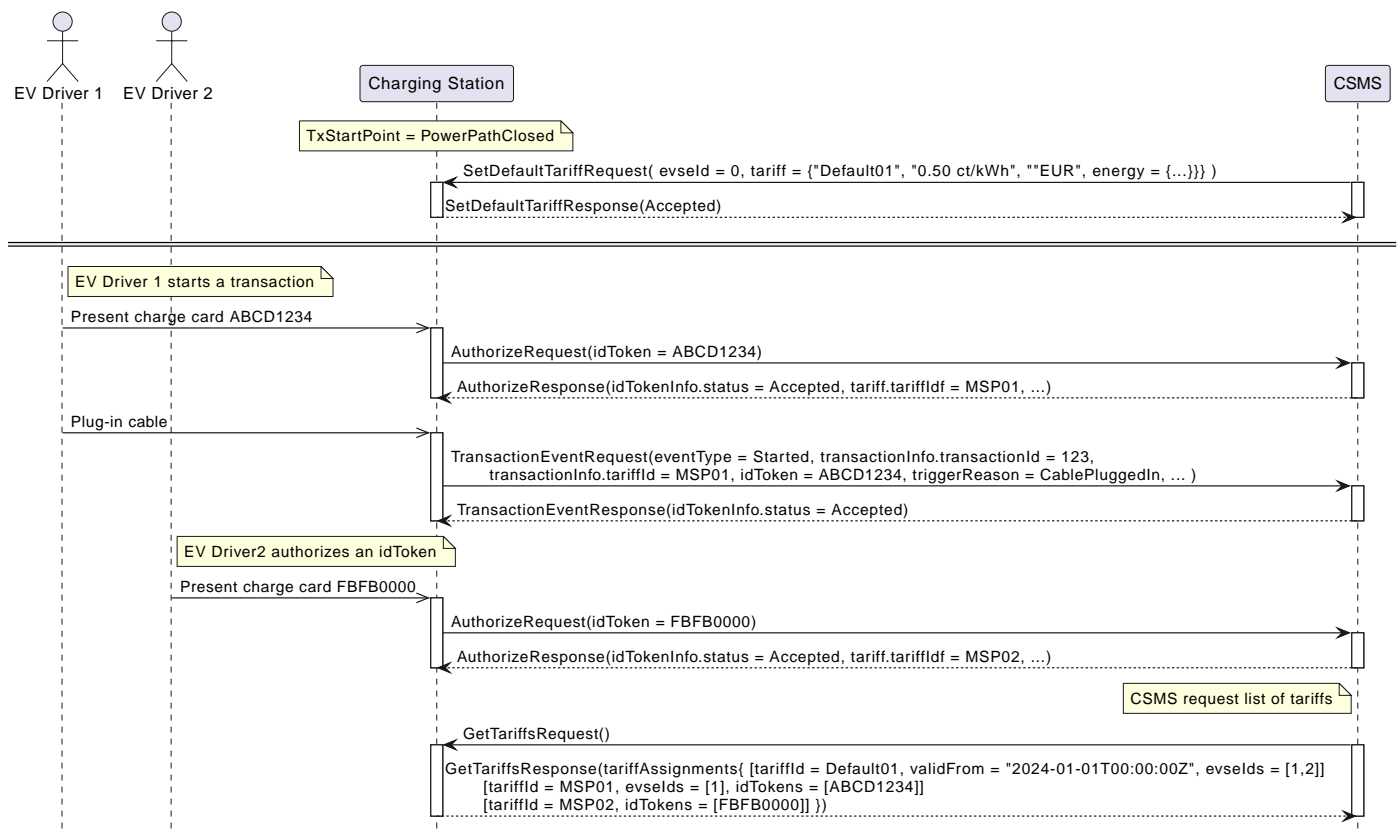 EV Driver 1
EV Driver 2
Charging Station
CSMS
TxStartPoint = PowerPathClosed
SetDefaultTariffRequest( evseId = 0, tariff = {"Default01", "0.50 ct/kWh", ""EUR", energy = {...}}} )
SetDefaultTariffResponse(Accepted)
EV Driver 1 starts a transaction
Present charge card ABCD1234
AuthorizeRequest(idToken = ABCD1234)
AuthorizeResponse(idTokenInfo.status = Accepted, tariff.tariffIdf = MSP01, ...)
Plug-in cable
TransactionEventRequest(eventType = Started, transactionInfo.transactionId = 123,
transactionInfo.tariffId = MSP01, idToken = ABCD1234, triggerReason = CablePluggedIn, ... )
TransactionEventResponse(idTokenInfo.status = Accepted)
EV Driver2 authorizes an idToken
Present charge card FBFB0000
AuthorizeRequest(idToken = FBFB0000)
AuthorizeResponse(idTokenInfo.status = Accepted, tariff.tariffIdf = MSP02, ...)
CSMS request list of tariffs
GetTariffsRequest()
GetTariffsResponse(tariffAssignments{ [tariffId = Default01, validFrom = "2024-01-01T00:00:00Z", evseIds = [1,2]]
[tariffId = MSP01, evseIds = [1], idTokens = [ABCD1234]]
[tariffId = MSP02, idTokens = [FBFB0000]] })